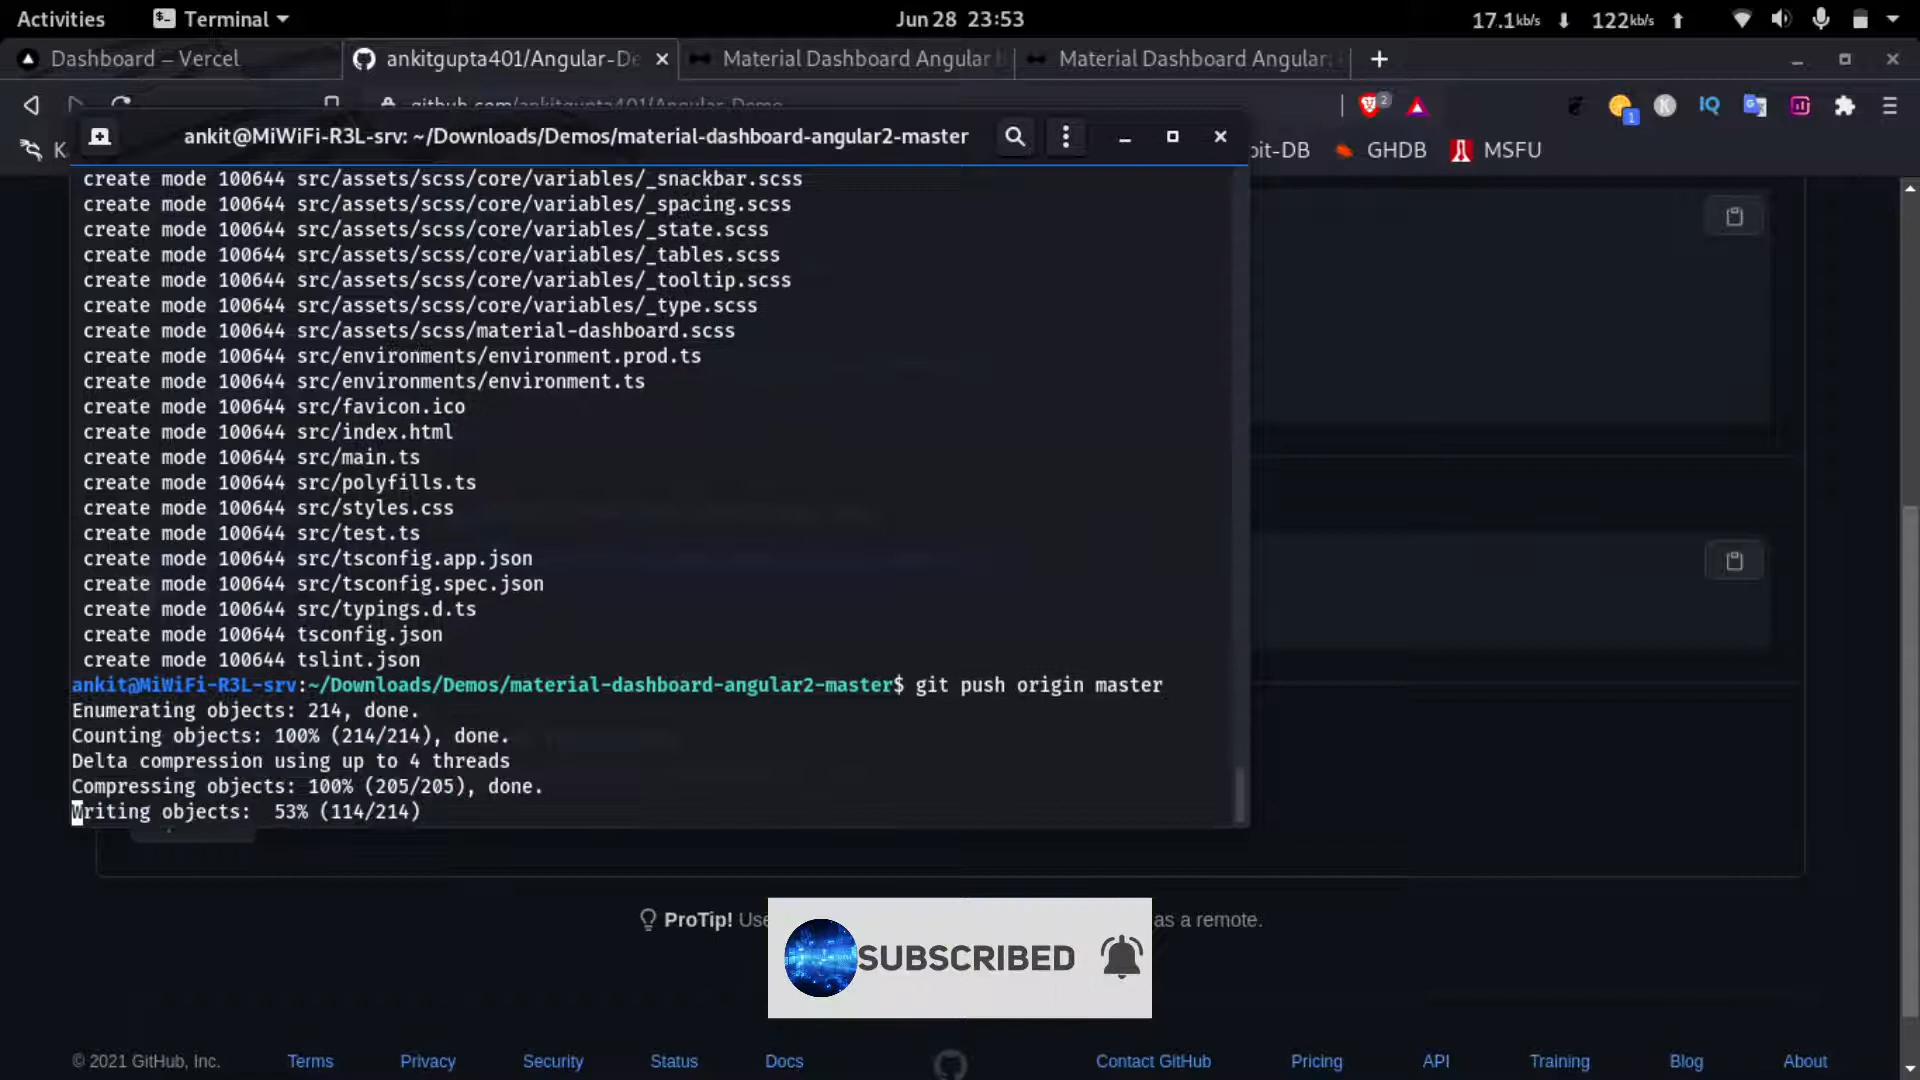 Activities
Terminal
Jun 28 23:53
17.1kb/s
122kb/s
Dashboard – Vercel
ankitgupta401/Angular-De
Material Dashboard Angular
Material Dashboard Angular
github.com/ankitgupta401/Angular-Demo
2
1
K
IQ
ankit@MiWiFi-R3L-srv: ~/Downloads/Demos/material-dashboard-angular2-master
K
oit-DB
GHDB
MSFU
create mode 100644 src/assets/scss/core/variables/_snackbar.scss
create mode 100644 src/assets/scss/core/variables/_spacing.scss
create mode 100644 src/assets/scss/core/variables/_state.scss
create mode 100644 src/assets/scss/core/variables/_tables.scss
create mode 100644 src/assets/scss/core/variables/_tooltip.scss
create mode 100644 src/assets/scss/core/variables/_type.scss
create mode 100644 src/assets/scss/material-dashboard.scss
create mode 100644 src/environments/environment.prod.ts
create mode 100644 src/environments/environment.ts
create mode 100644 src/favicon.ico
create mode 100644 src/index.html
create mode 100644 src/main.ts
create mode 100644 src/polyfills.ts
create mode 100644 src/styles.css
create mode 100644 src/test.ts
create mode 100644 src/tsconfig.app.json
create mode 100644 src/tsconfig.spec.json
create mode 100644 src/typings.d.ts
create mode 100644 tsconfig.json
create mode 100644 tslint.json
ankit@MiWiFi-R3L-srv:~/Downloads/Demos/material-dashboard-angular2-master$ git push origin master
Enumerating objects: 214, done.
Counting objects: 100% (214/214), done.
Delta compression using up to 4 threads
Compressing objects: 100% (205/205), done.
Writing objects:  53% (114/214)
ProTip! Use as a remote.
SUBSCRIBED
© 2021 GitHub, Inc.
Terms
Privacy
Security
Status
Docs
Contact GitHub
Pricing
API
Training
Blog
About